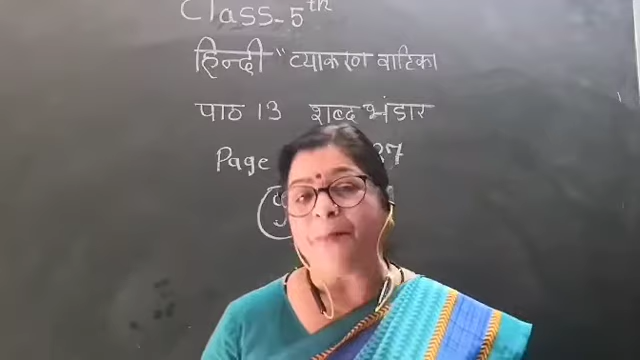 Class-5th
हिन्दी "व्याकरण वाटिका
पाठ 13 शब्द भंडार
Page